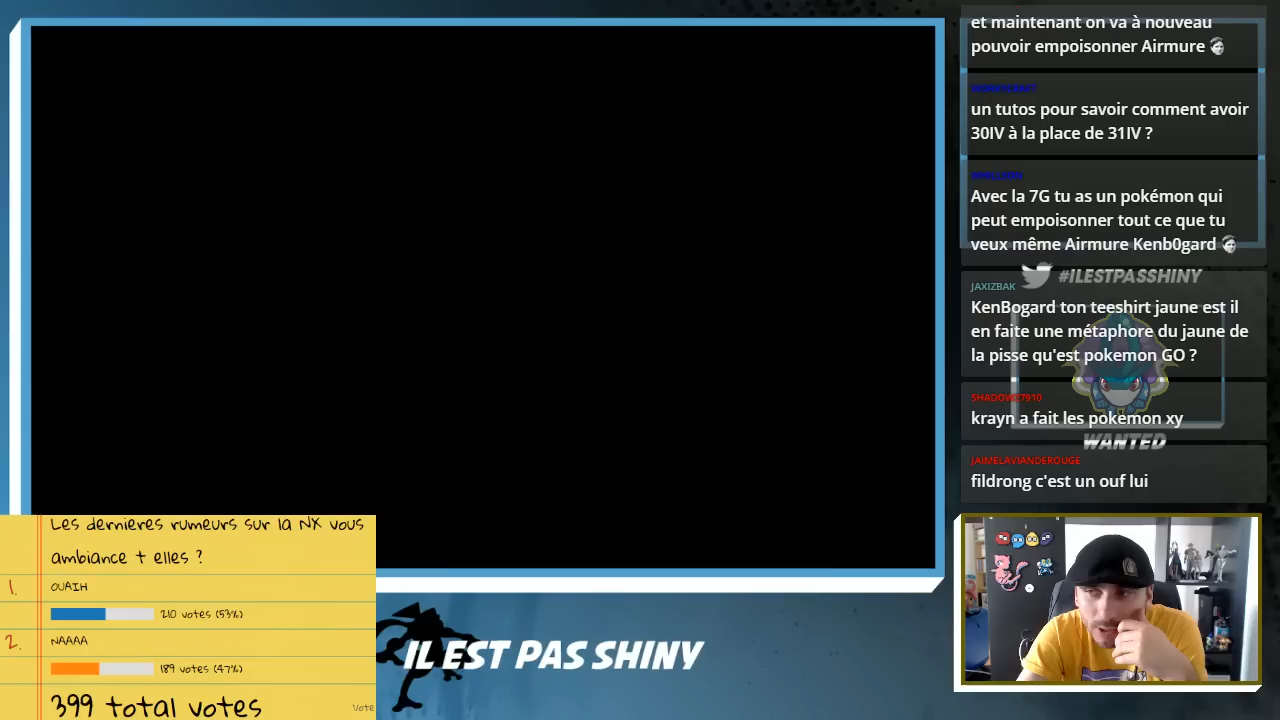 et maintenant on va à nouveau
pouvoir empoisonner Airmure
un tutos pour savoir comment avoir
30IV à la place de 31IV ?
Avec la 7G tu as un pokémon qui
peut empoisonner tout ce que tu
veux même Airmure Kenb0gard
#ILESTPASSHINY
JAXIZBAK
KenBogard ton teeshirt jaune est il
en faite une métaphore du jaune de
la pisse qu'est pokemon GO ?
SHADOW27910
krayn a fait les pokemon xy
WANTED
JAIMELAVIANDEROUGE
fildrong c'est un ouf lui
Les dernieres rumeurs sur la NX vous
ambiance + elles ?
1. OUAIH
210 votes (53%)
2. NAAAA
189 votes (47%)
399 total votes
Vote
IL EST PAS SHINY